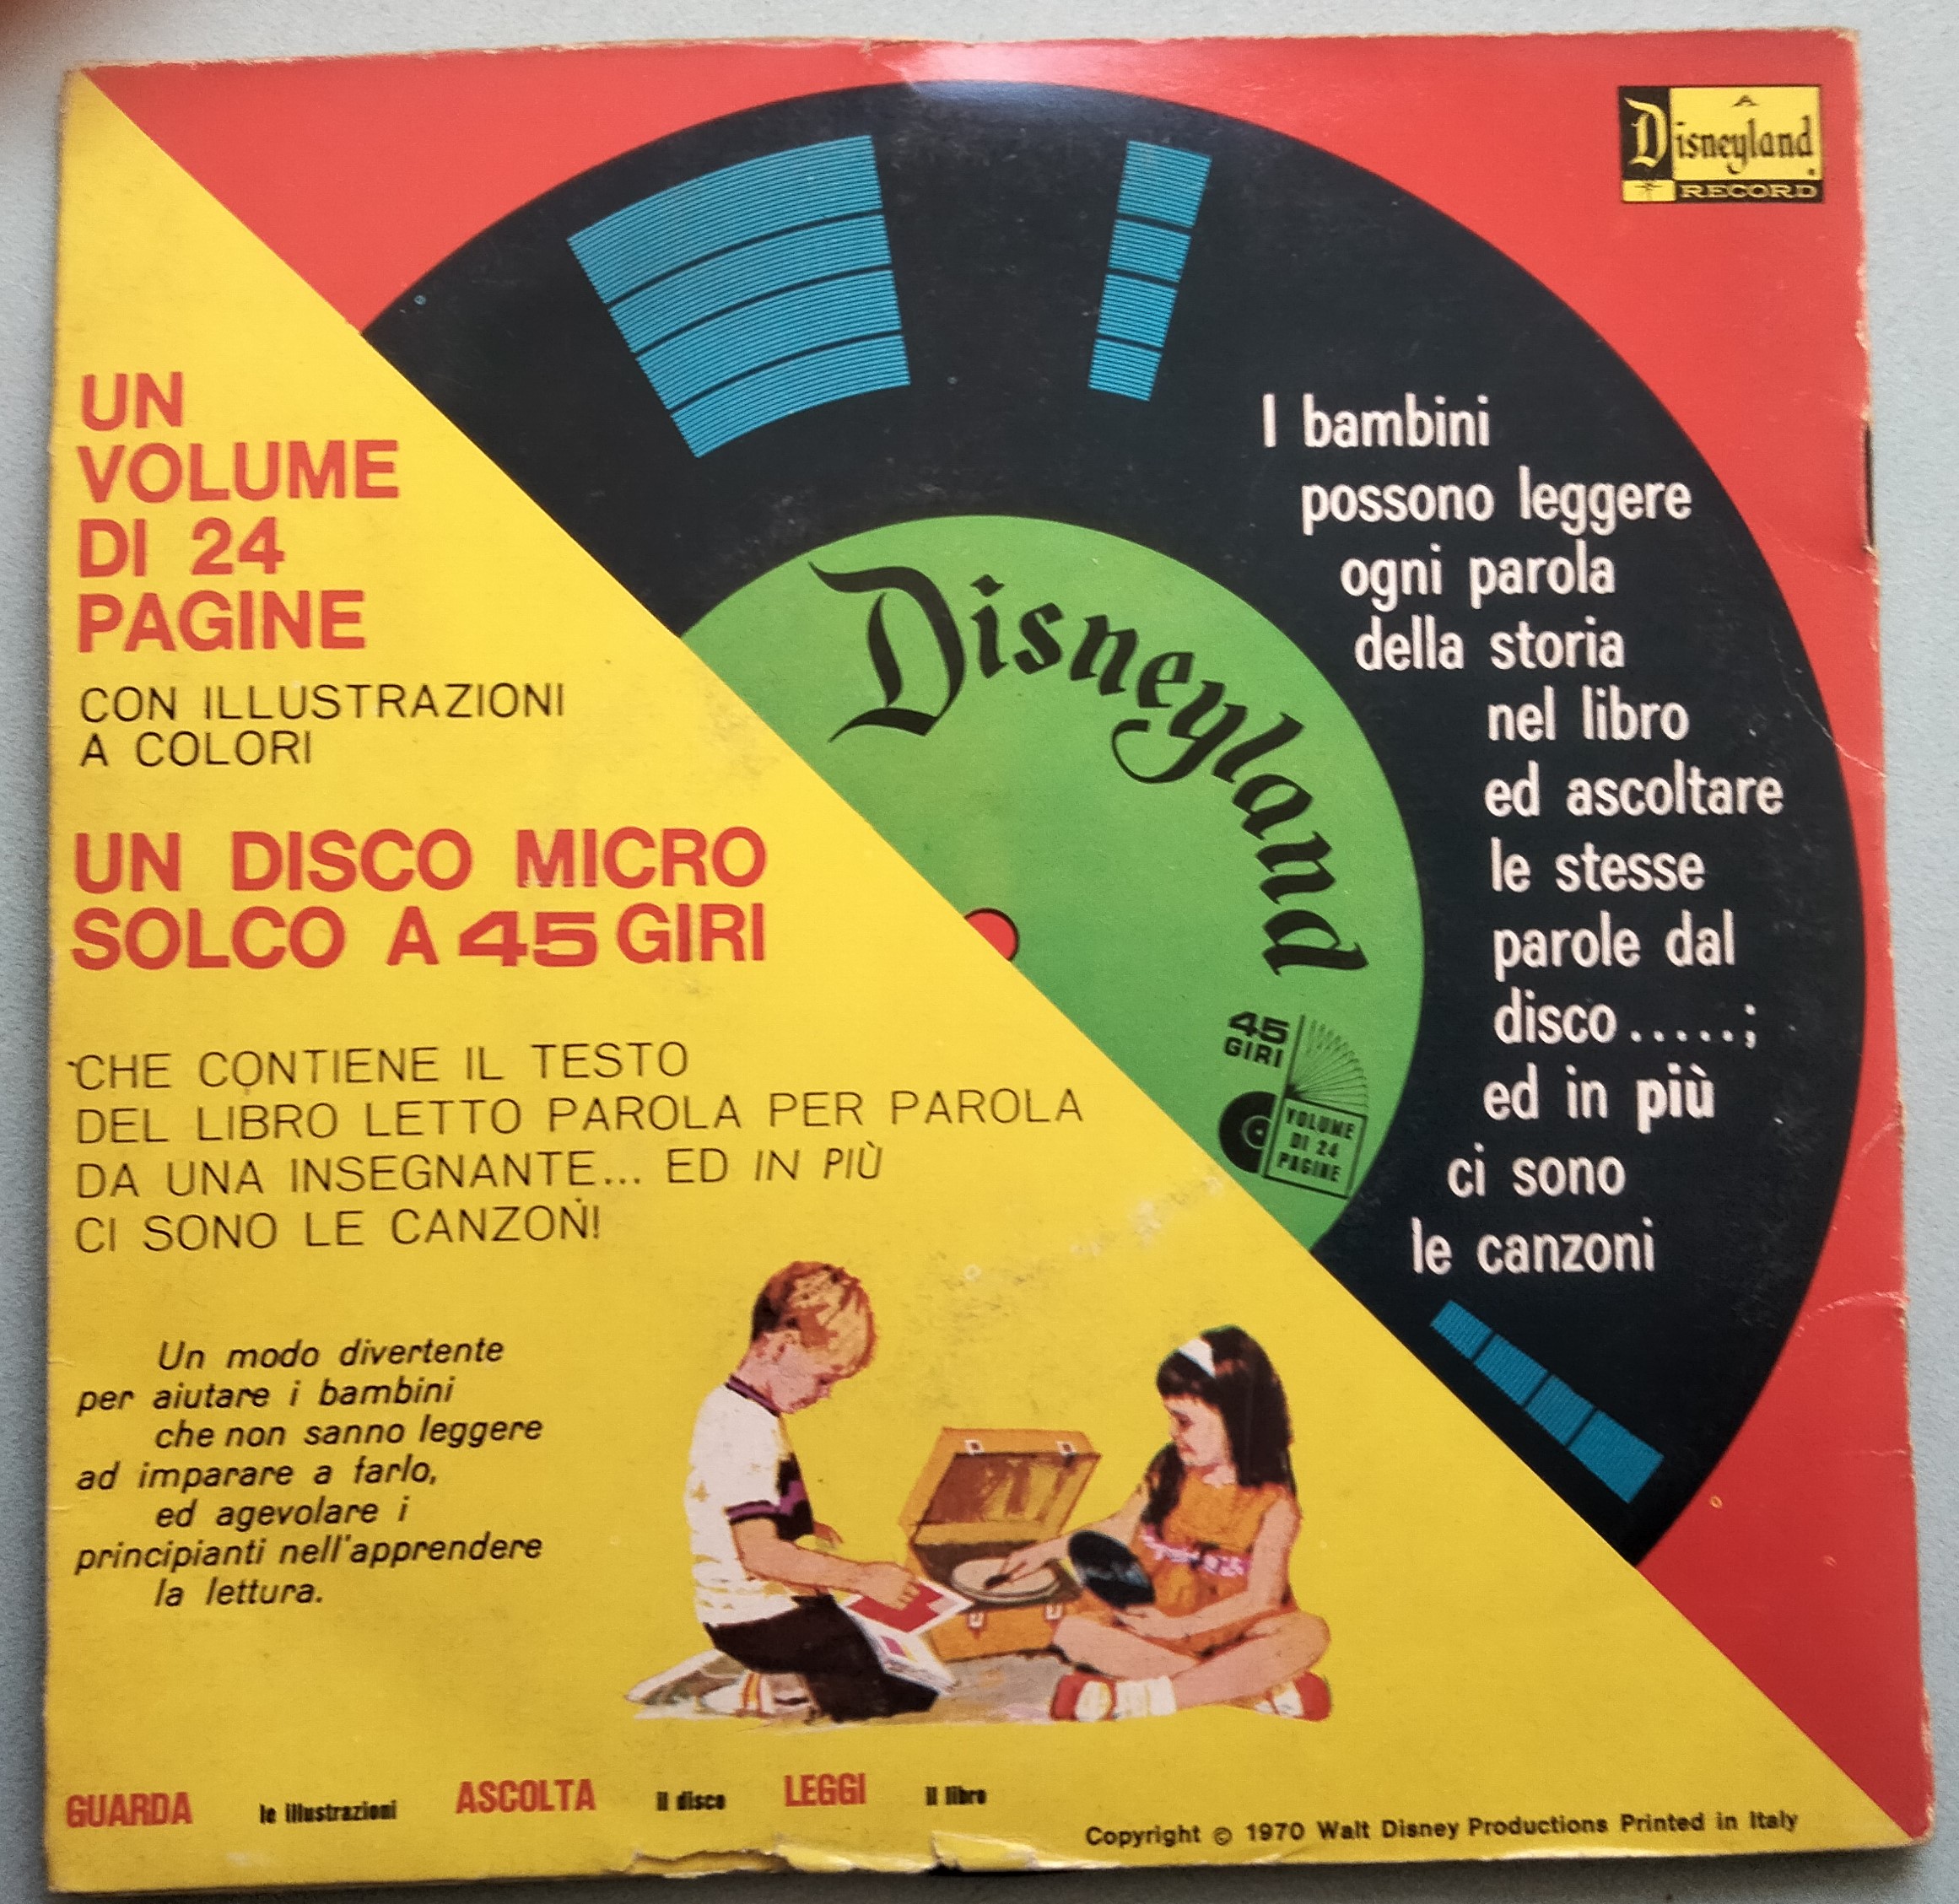 A
Disneyland
RECORD
UN
VOLUME
DI 24
PAGINE
CON ILLUSTRAZIONI
A COLORI
UN DISCO MICRO
SOLCO A 45 GIRI
CHE CONTIENE IL TESTO
DEL LIBRO LETTO PAROLA PER PAROLA
DA UNA INSEGNANTE... ED IN PIÙ
CI SONO LE CANZONI!
Un modo divertente
per aiutare i bambini
che non sanno leggere
ad imparare a farlo,
ed agevolare i
principianti nell'apprendere
la lettura.
Disneyland
45
GIRI
VOLUME
DI 24
PAGINE
I bambini
possono leggere
ogni parola
della storia
nel libro
ed ascoltare
le stesse
parole dal
disco.....;
ed in più
ci sono
le canzoni
GUARDA le illustrazioni ASCOLTA il disco LEGGI il libro
Copyright © 1970 Walt Disney Productions Printed in Italy